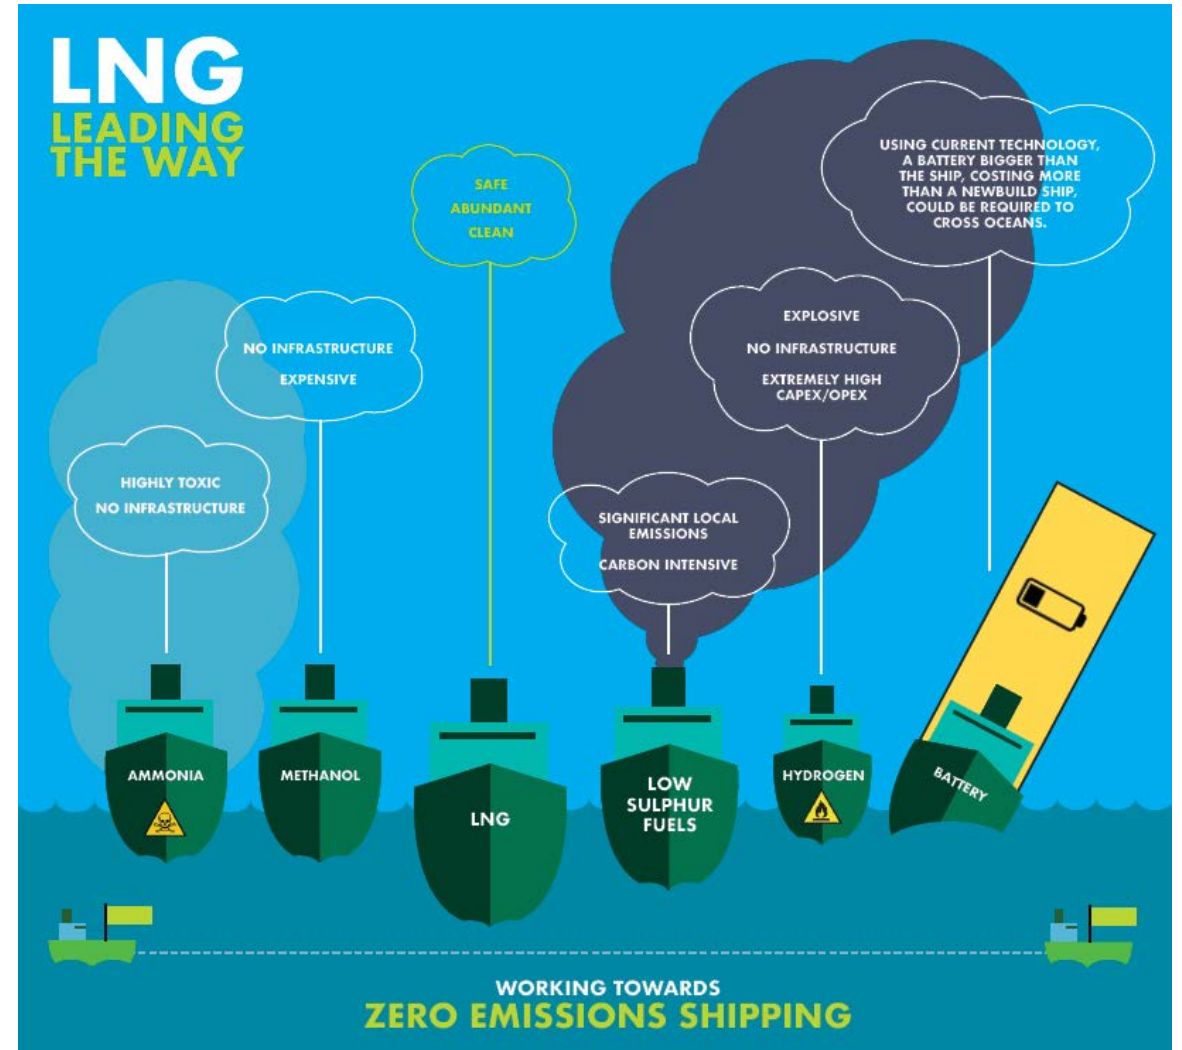 LNG
LEADING
THE WAY
SAFE
ABUNDANT
CLEAN
USING CURRENT TECHNOLOGY,
A BATTERY BIGGER THAN
THE SHIP, COSTING MORE
THAN A NEWBUILD SHIP,
COULD BE REQUIRED TO
CROSS OCEANS.
NO INFRASTRUCTURE
EXPENSIVE
EXPLOSIVE
NO INFRASTRUCTURE
EXTREMELY HIGH
CAPEX/OPEX
HIGHLY TOXIC
NO INFRASTRUCTURE
SIGNIFICANT LOCAL
EMISSIONS
CARBON INTENSIVE
AMMONIA
METHANOL
LNG
LOW
SULPHUR
FUELS
HYDROGEN
BATTERY
WORKING TOWARDS
ZERO EMISSIONS SHIPPING